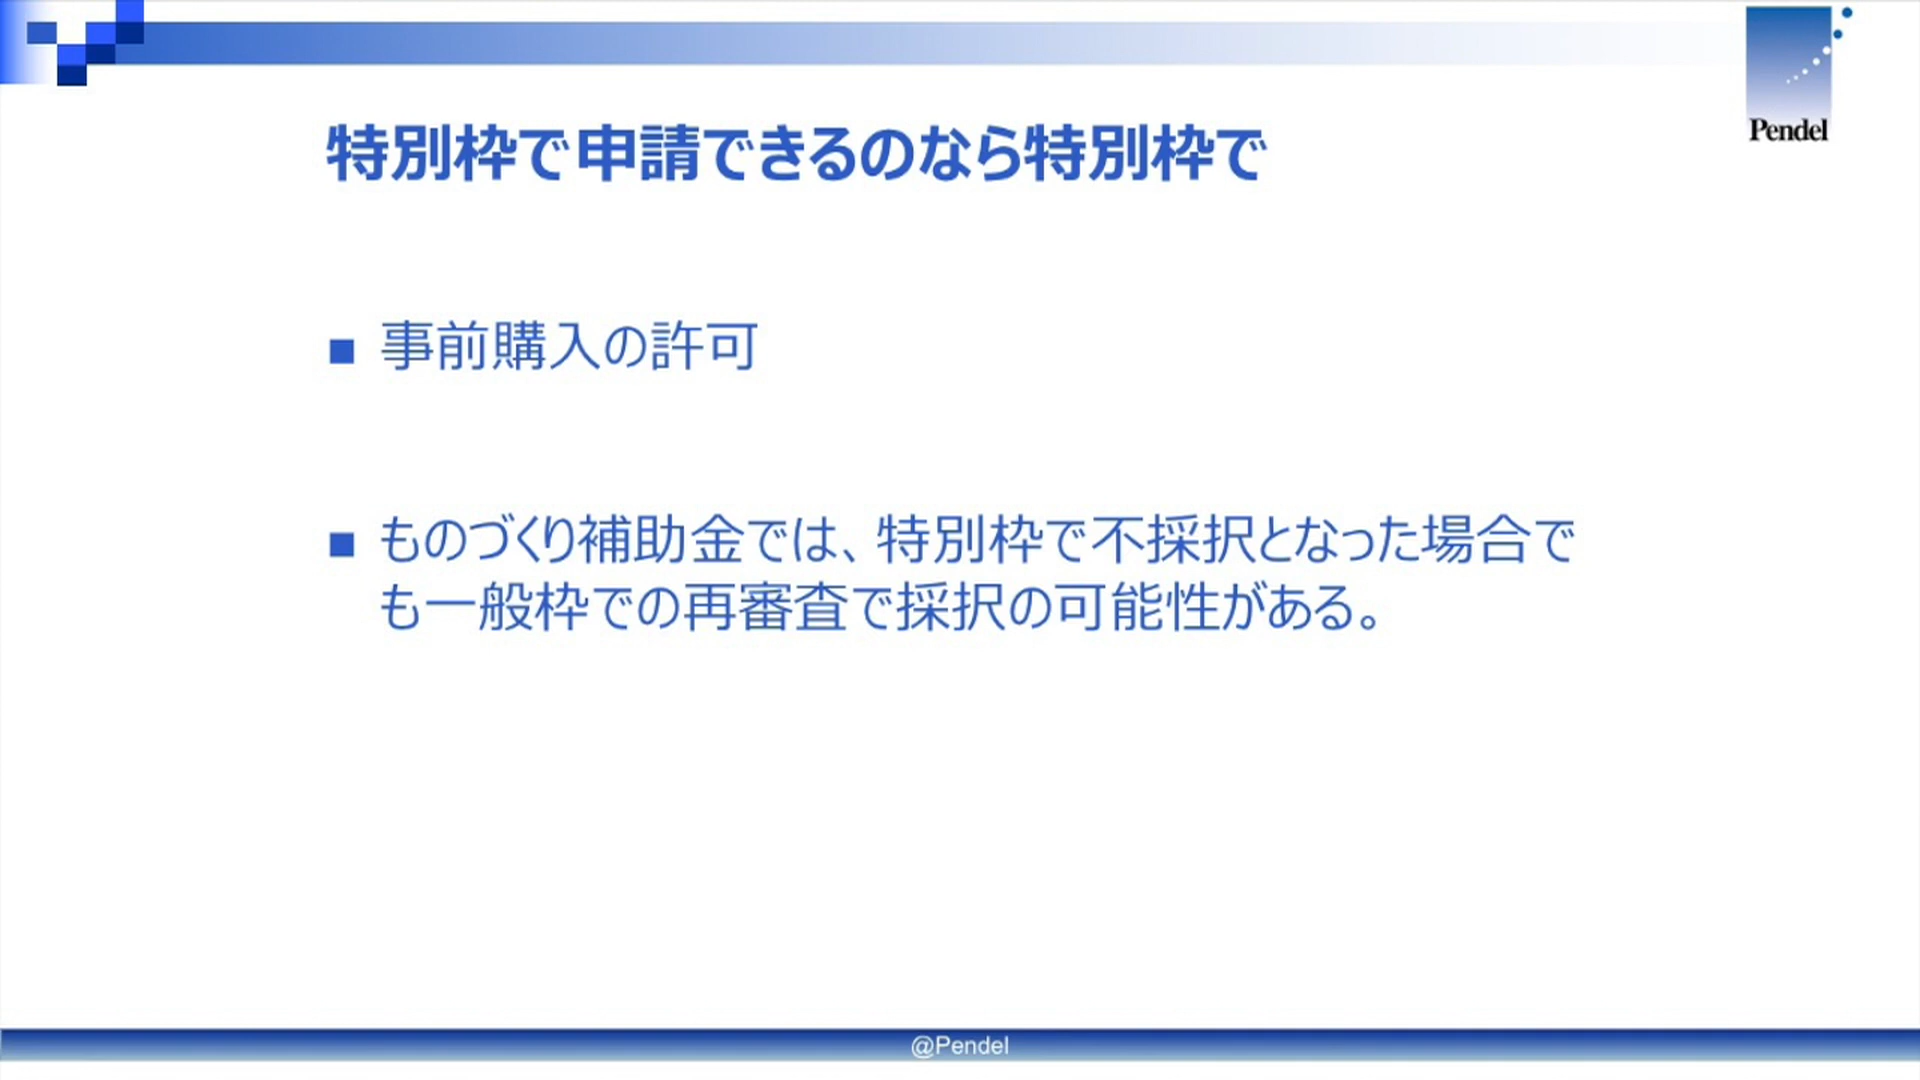 Pendel
特別枠で申請できるのなら特別枠で
■ 事前購入の許可
■ ものづくり補助金では、特別枠で不採択となった場合で
も一般枠での再審査で採択の可能性がある。
@Pendel